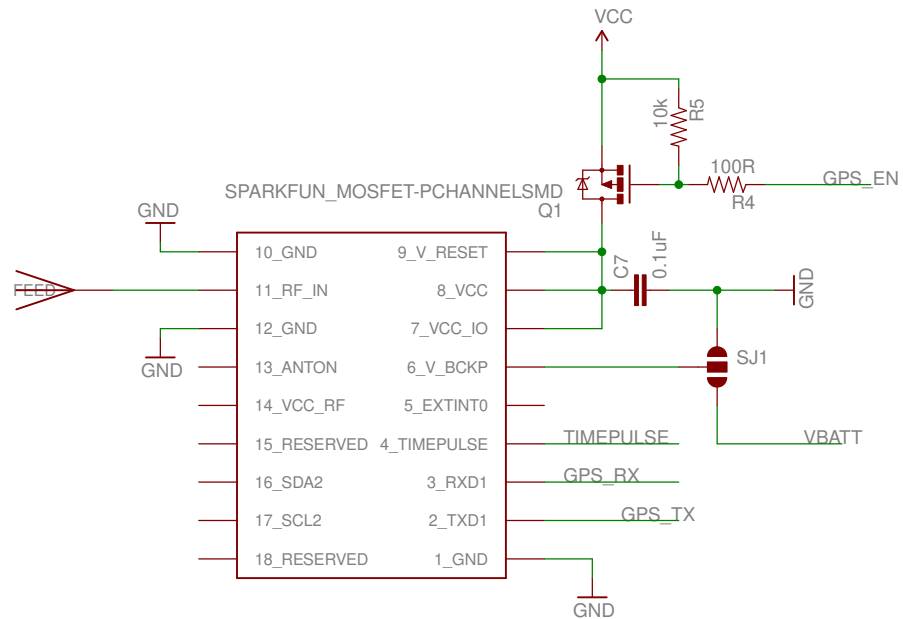 VCC
10k
R5
100R
GPS_EN
R4
SPARKFUN_MOSFET-PCHANNELSMD
Q1
GND
10_GND
9_V_RESET
C7
0.1uF
FEED
11_RF_IN
8_VCC
GND
12_GND
7_VCC_IO
GND
13_ANTON
6_V_BCKP
SJ1
14_VCC_RF
5_EXTINT0
15_RESERVED
4_TIMEPULSE
TIMEPULSE
VBATT
16_SDA2
3_RXD1
GPS_RX
17_SCL2
2_TXD1
GPS_TX
18_RESERVED
1_GND
GND